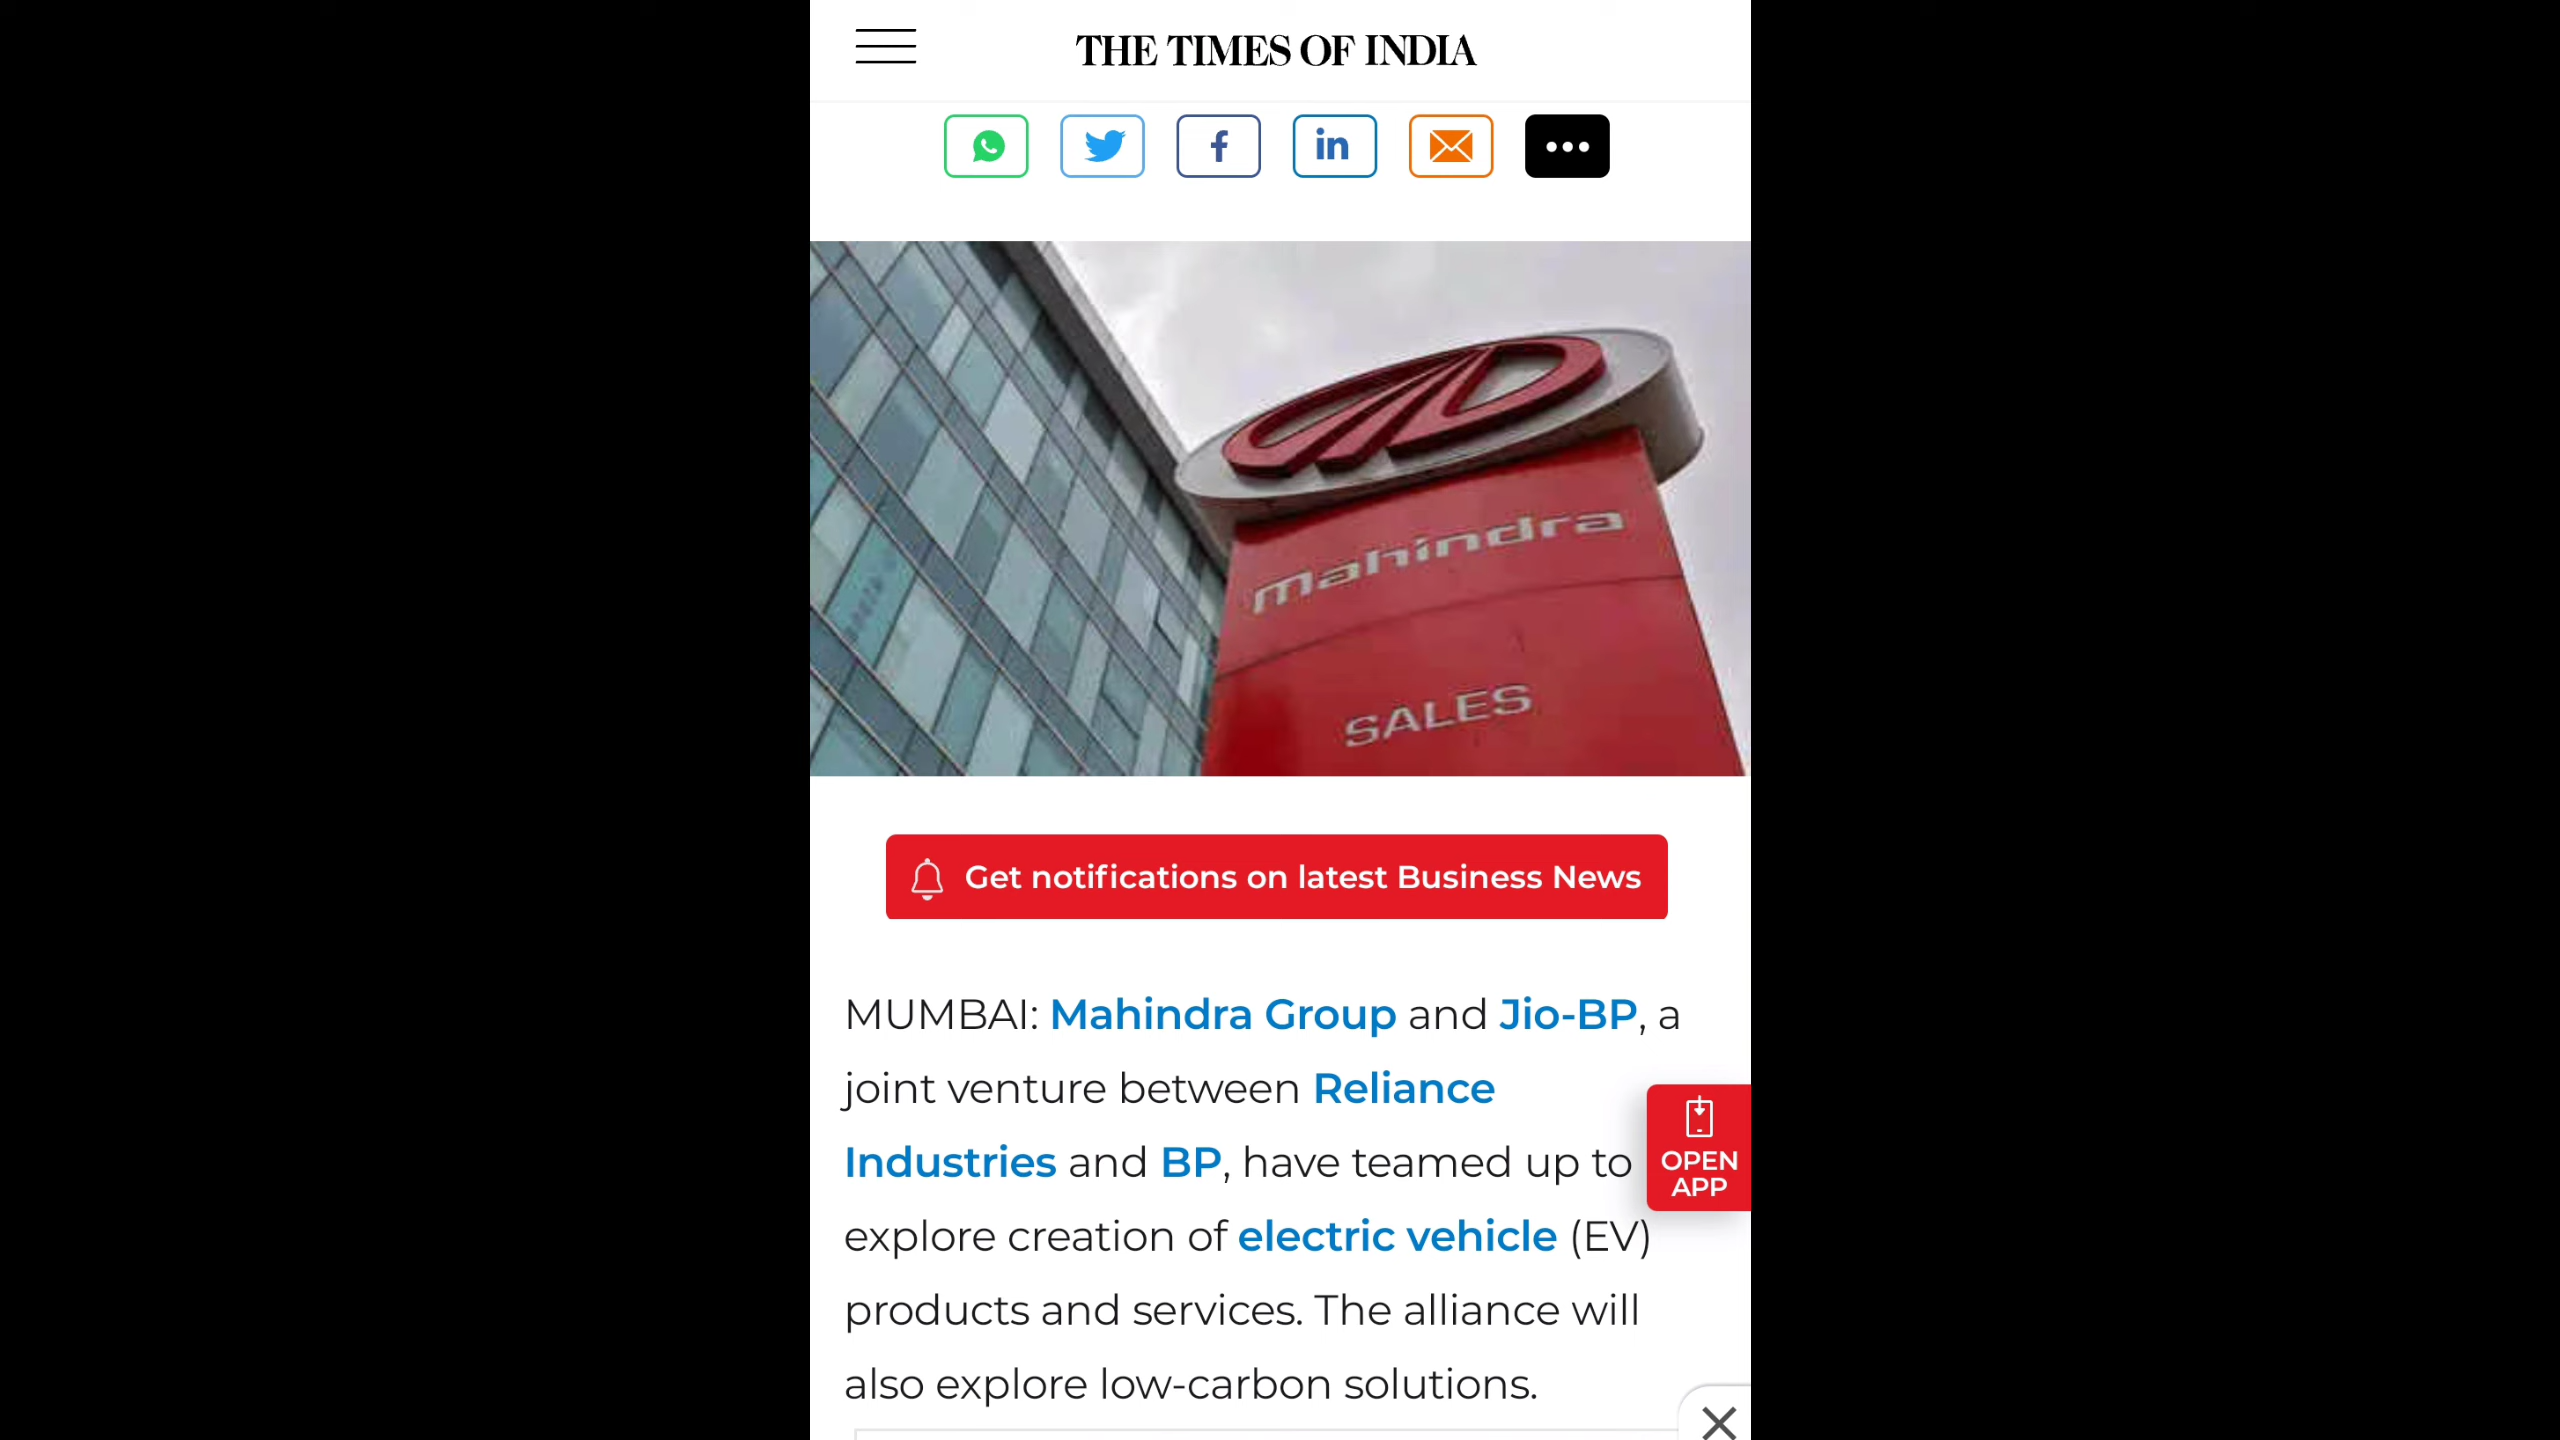 THE TIMES OF INDIA
mahindra
SALES
Get notifications on latest Business News
MUMBAI: Mahindra Group and Jio-BP, a
joint venture between Reliance
Industries and BP, have teamed up to
explore creation of electric vehicle (EV)
products and services. The alliance will
also explore low-carbon solutions.
OPEN
APP